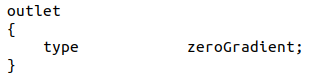 outlet
{
    type            zeroGradient;
}